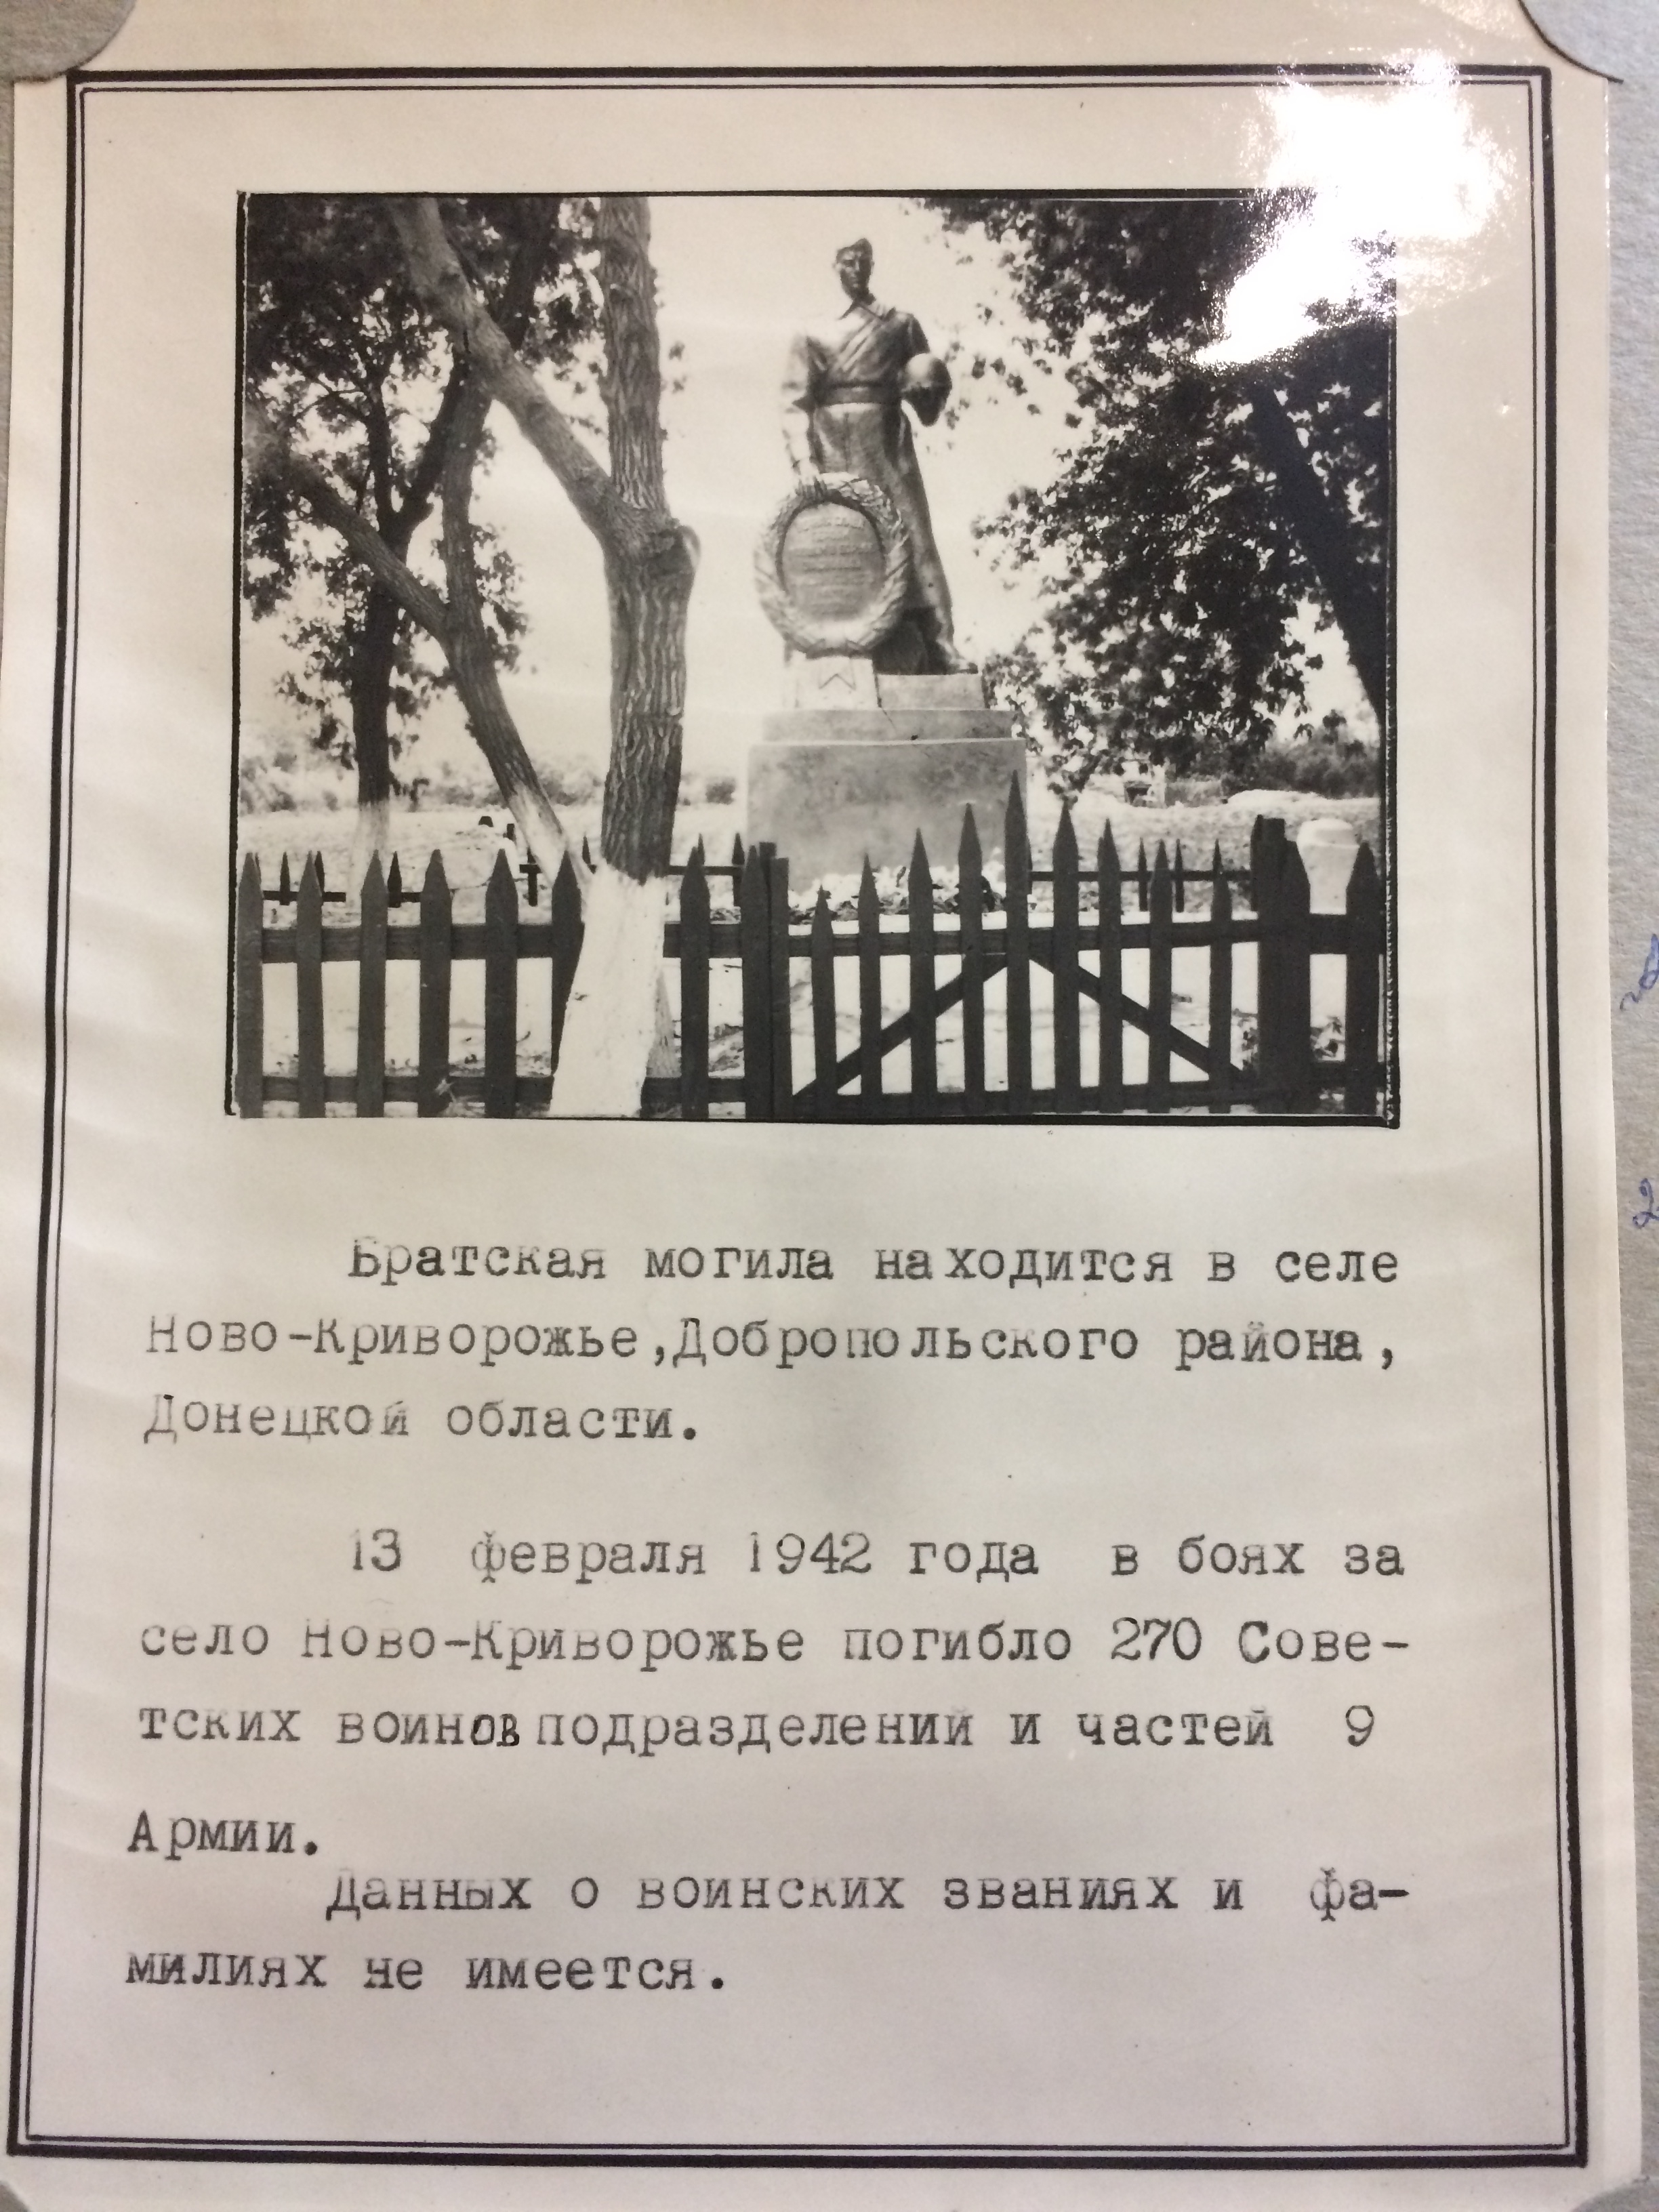 Братская могила находится в селе
Ново-Криворожье,Добропольского района,
Донецкой области.
13 февраля 1942 года в боях за
село Ново-Криворожье погибло 270 Сове-
тских воинов подразделений и частей 9
Армии.
Данных о воинских званиях и фа-
милиях не имеется.